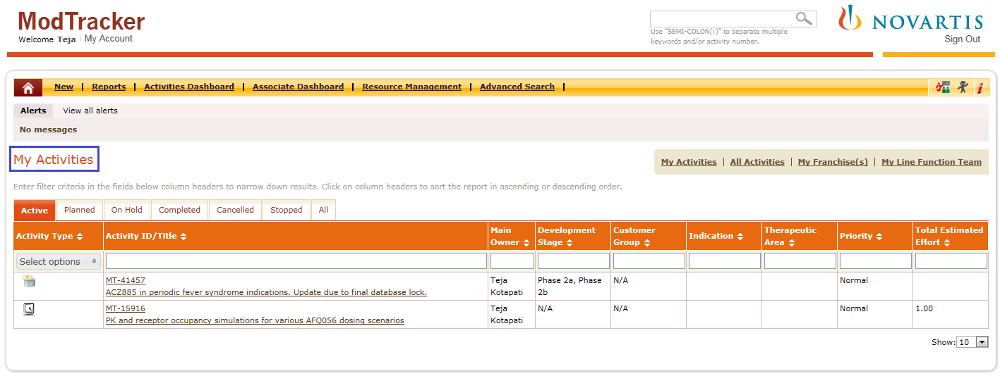 ModTracker
Welcome Teja | My Account
Use "SEMI-COLON(;)" to separate multiple
keywords and/or activity number.
NOVARTIS
Sign Out
New | Reports | Activities Dashboard | Associate Dashboard | Resource Management | Advanced Search |
i
Alerts View all alerts
No messages
My Activities
My Activities | All Activities | My Franchise(s) | My Line Function Team
Enter filter criteria in the fields below column headers to narrow down results. Click on column headers to sort the report in ascending or descending order.
Active Planned On Hold Completed Cancelled Stopped All
Activity Type Activity ID/Title Main Owner Development Stage Customer Group Indication Therapeutic Area Priority Total Estimated Effort
Select options
MT-41457 Teja Phase 2a, Phase N/A Normal
ACZ885 in periodic fever syndrome indications. Update due to final database lock. Kotapati 2b
MT-15916 Teja N/A N/A Normal 1.00
PK and receptor occupancy simulations for various AFQ056 dosing scenarios Kotapati
Show: 10